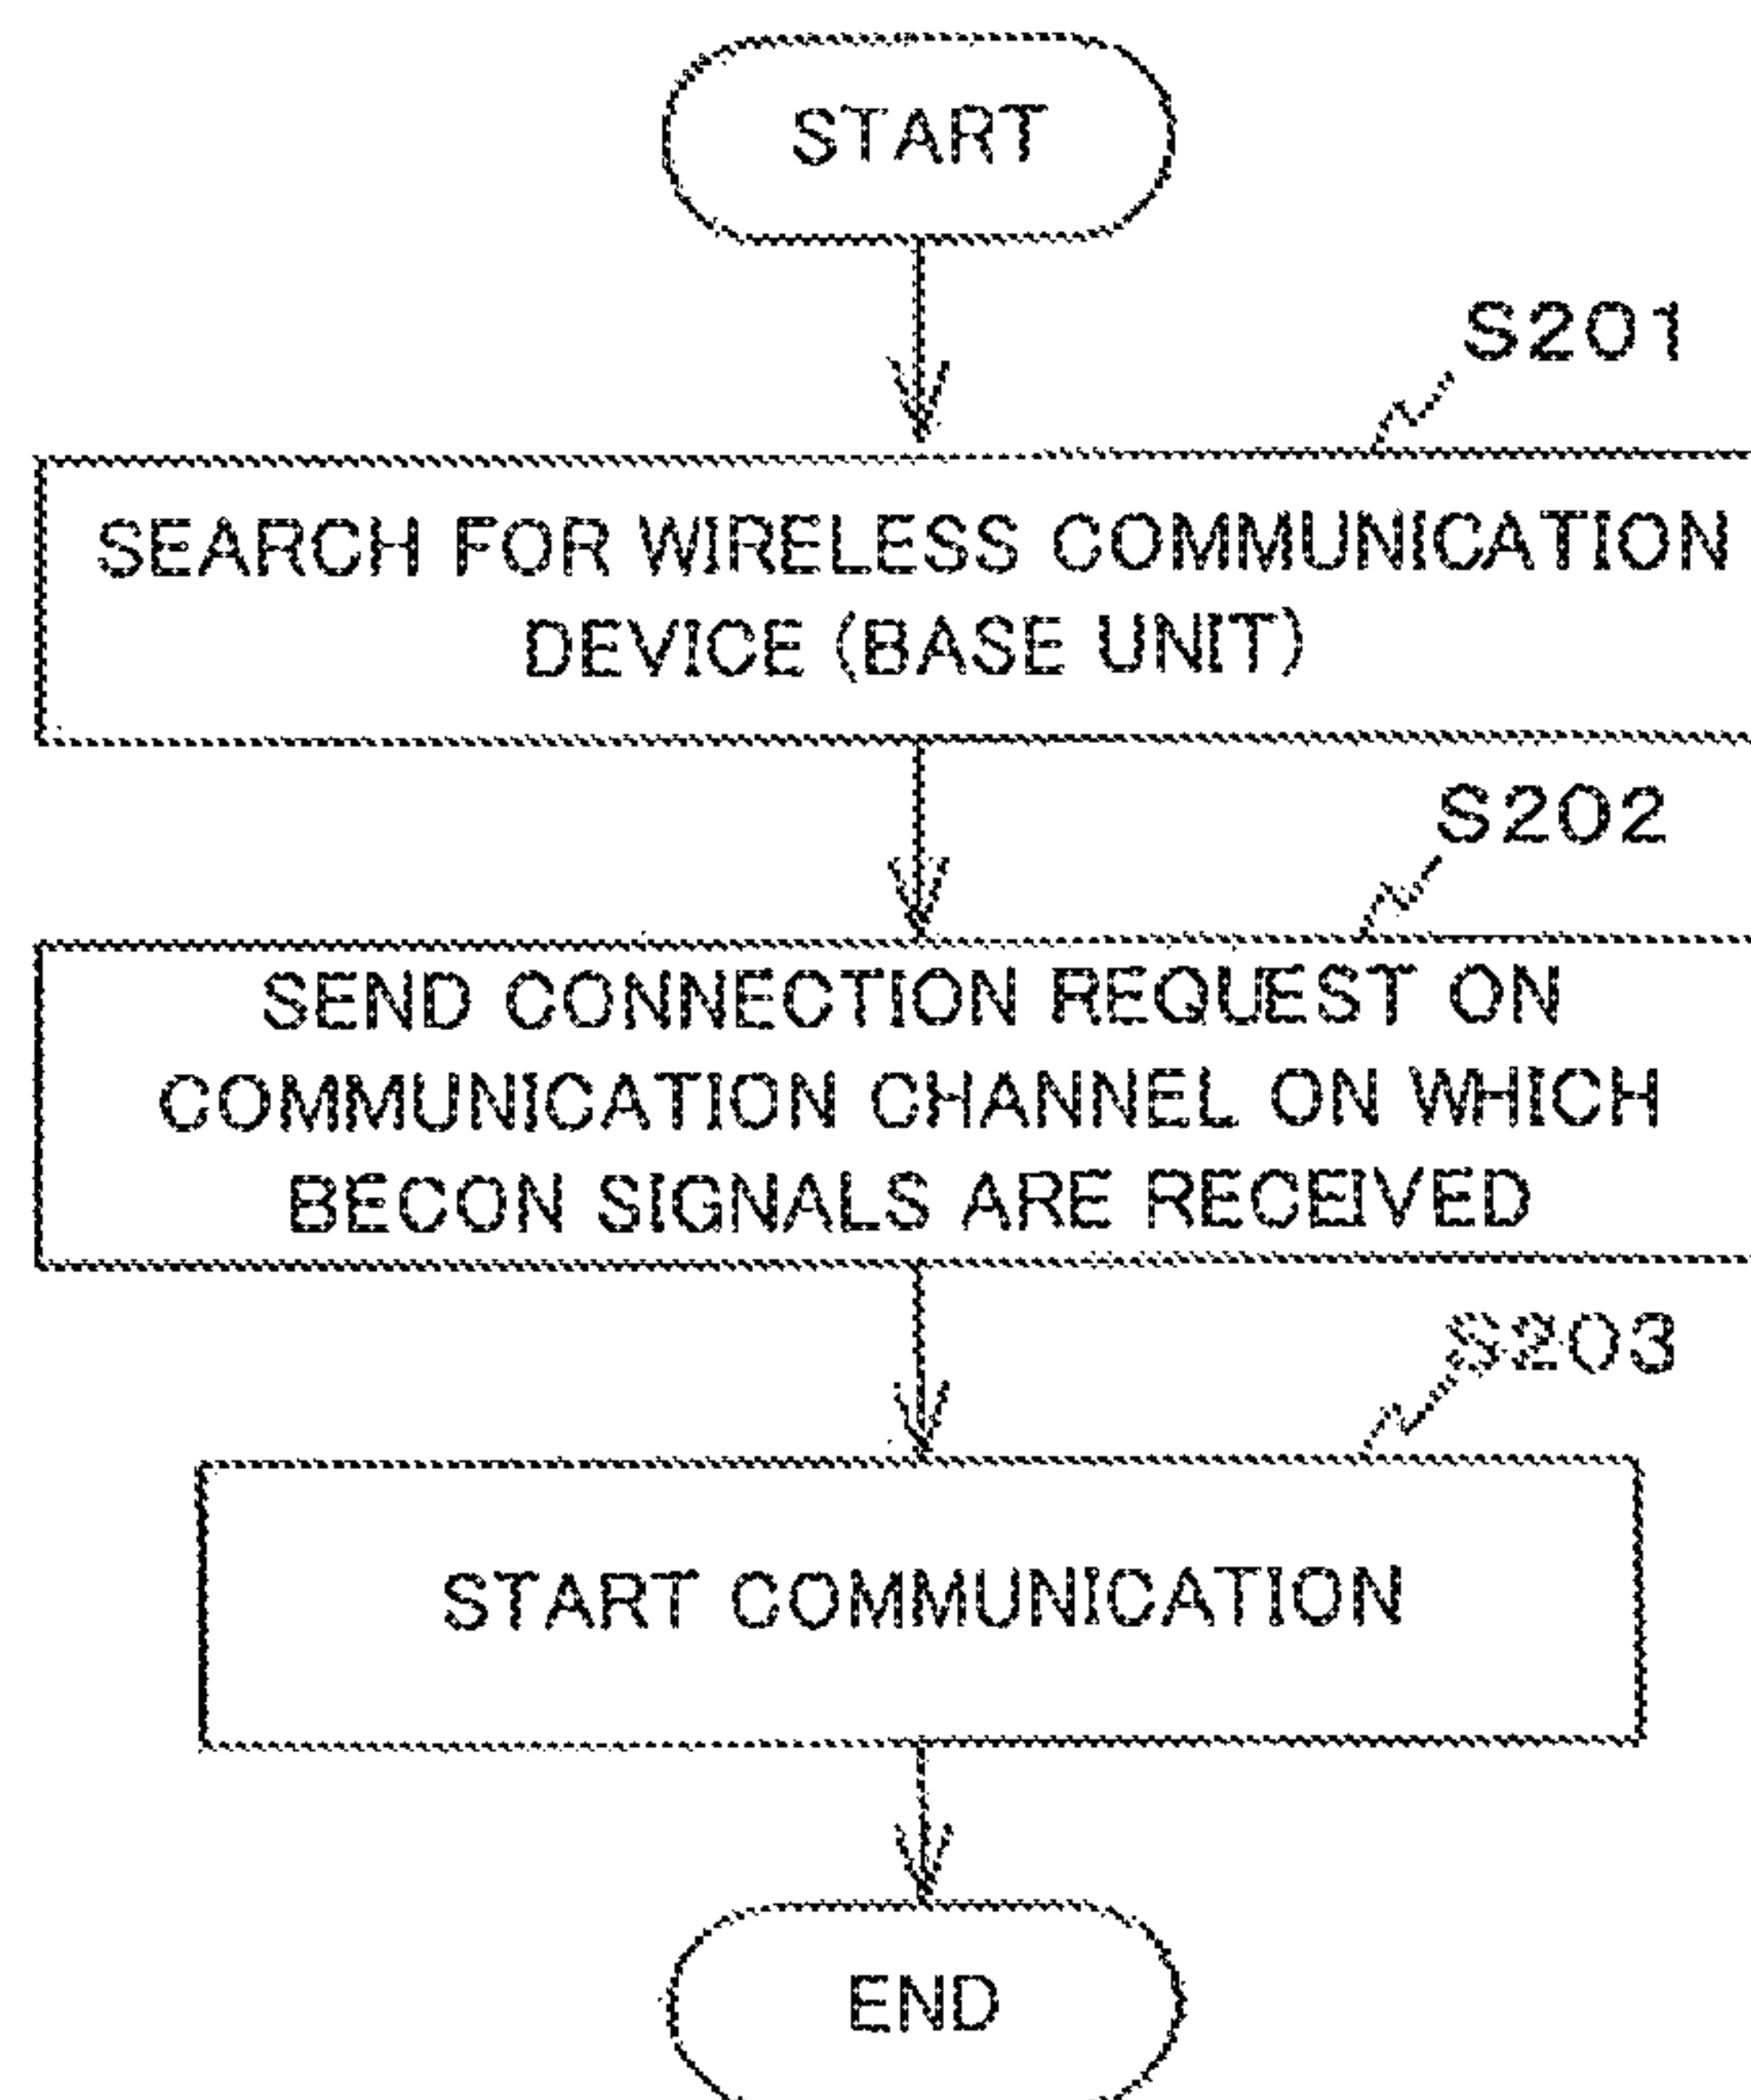 START
S201
SEARCH FOR WIRELESS COMMUNICATION
DEVICE (BASE UNIT)
S202
SEND CONNECTION REQUEST ON
COMMUNICATION CHANNEL ON WHICH
BECON SIGNALS ARE RECEIVED
S203
START COMMUNICATION
END